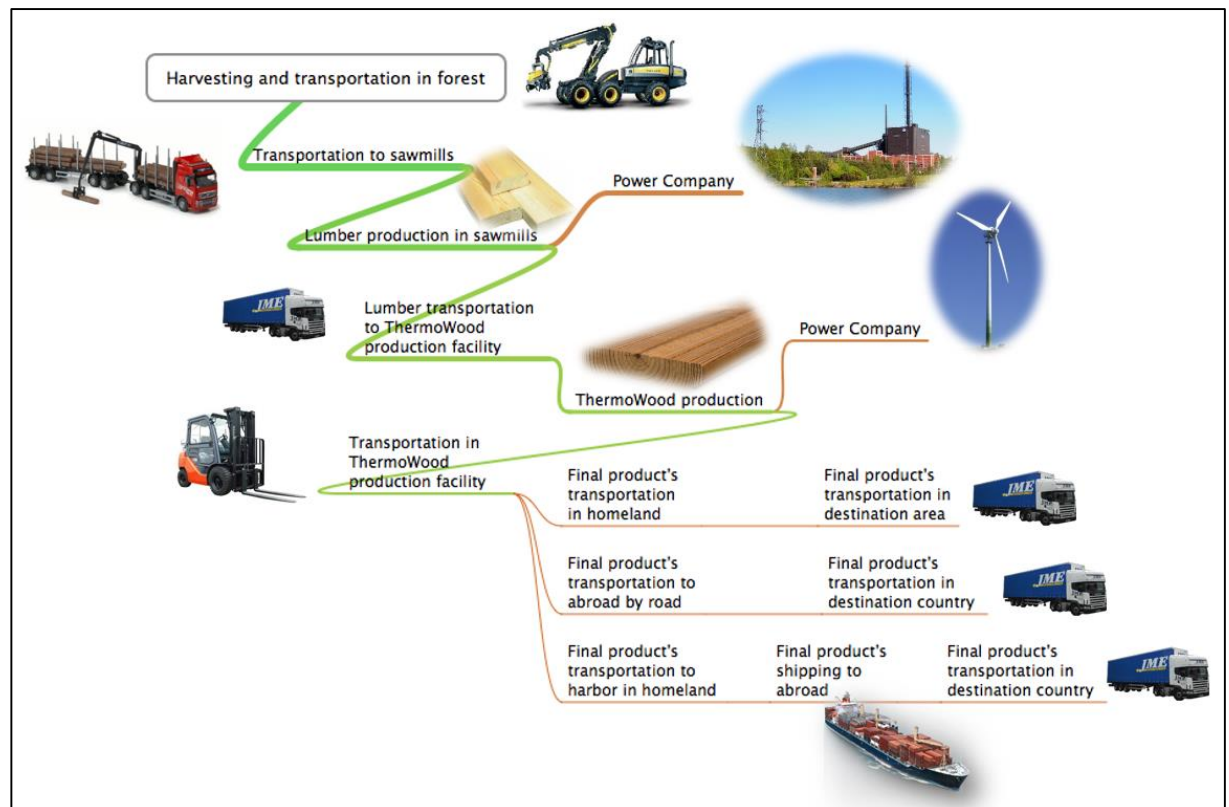 Harvesting and transportation in forest
Transportation to sawmills
Power Company
Lumber production in sawmills
JME
Lumber transportation
to ThermoWood
production facility
Power Company
ThermoWood production
Transportation in
ThermoWood
production facility
Final product's
transportation
in homeland
Final product's
transportation in
destination area
JME
Final product's
transportation to
abroad by road
Final product's
transportation in
destination country
JME
Final product's
transportation to
harbor in homeland
Final product's
shipping to
abroad
Final product's
transportation in
destination country
JME